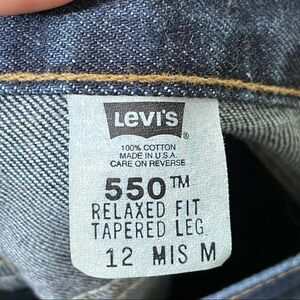 LEVI'S ®
100% COTTON
MADE IN U.S.A.
CARE ON REVERSE
550™
RELAXED FIT
TAPERED LEG
12 MIS M